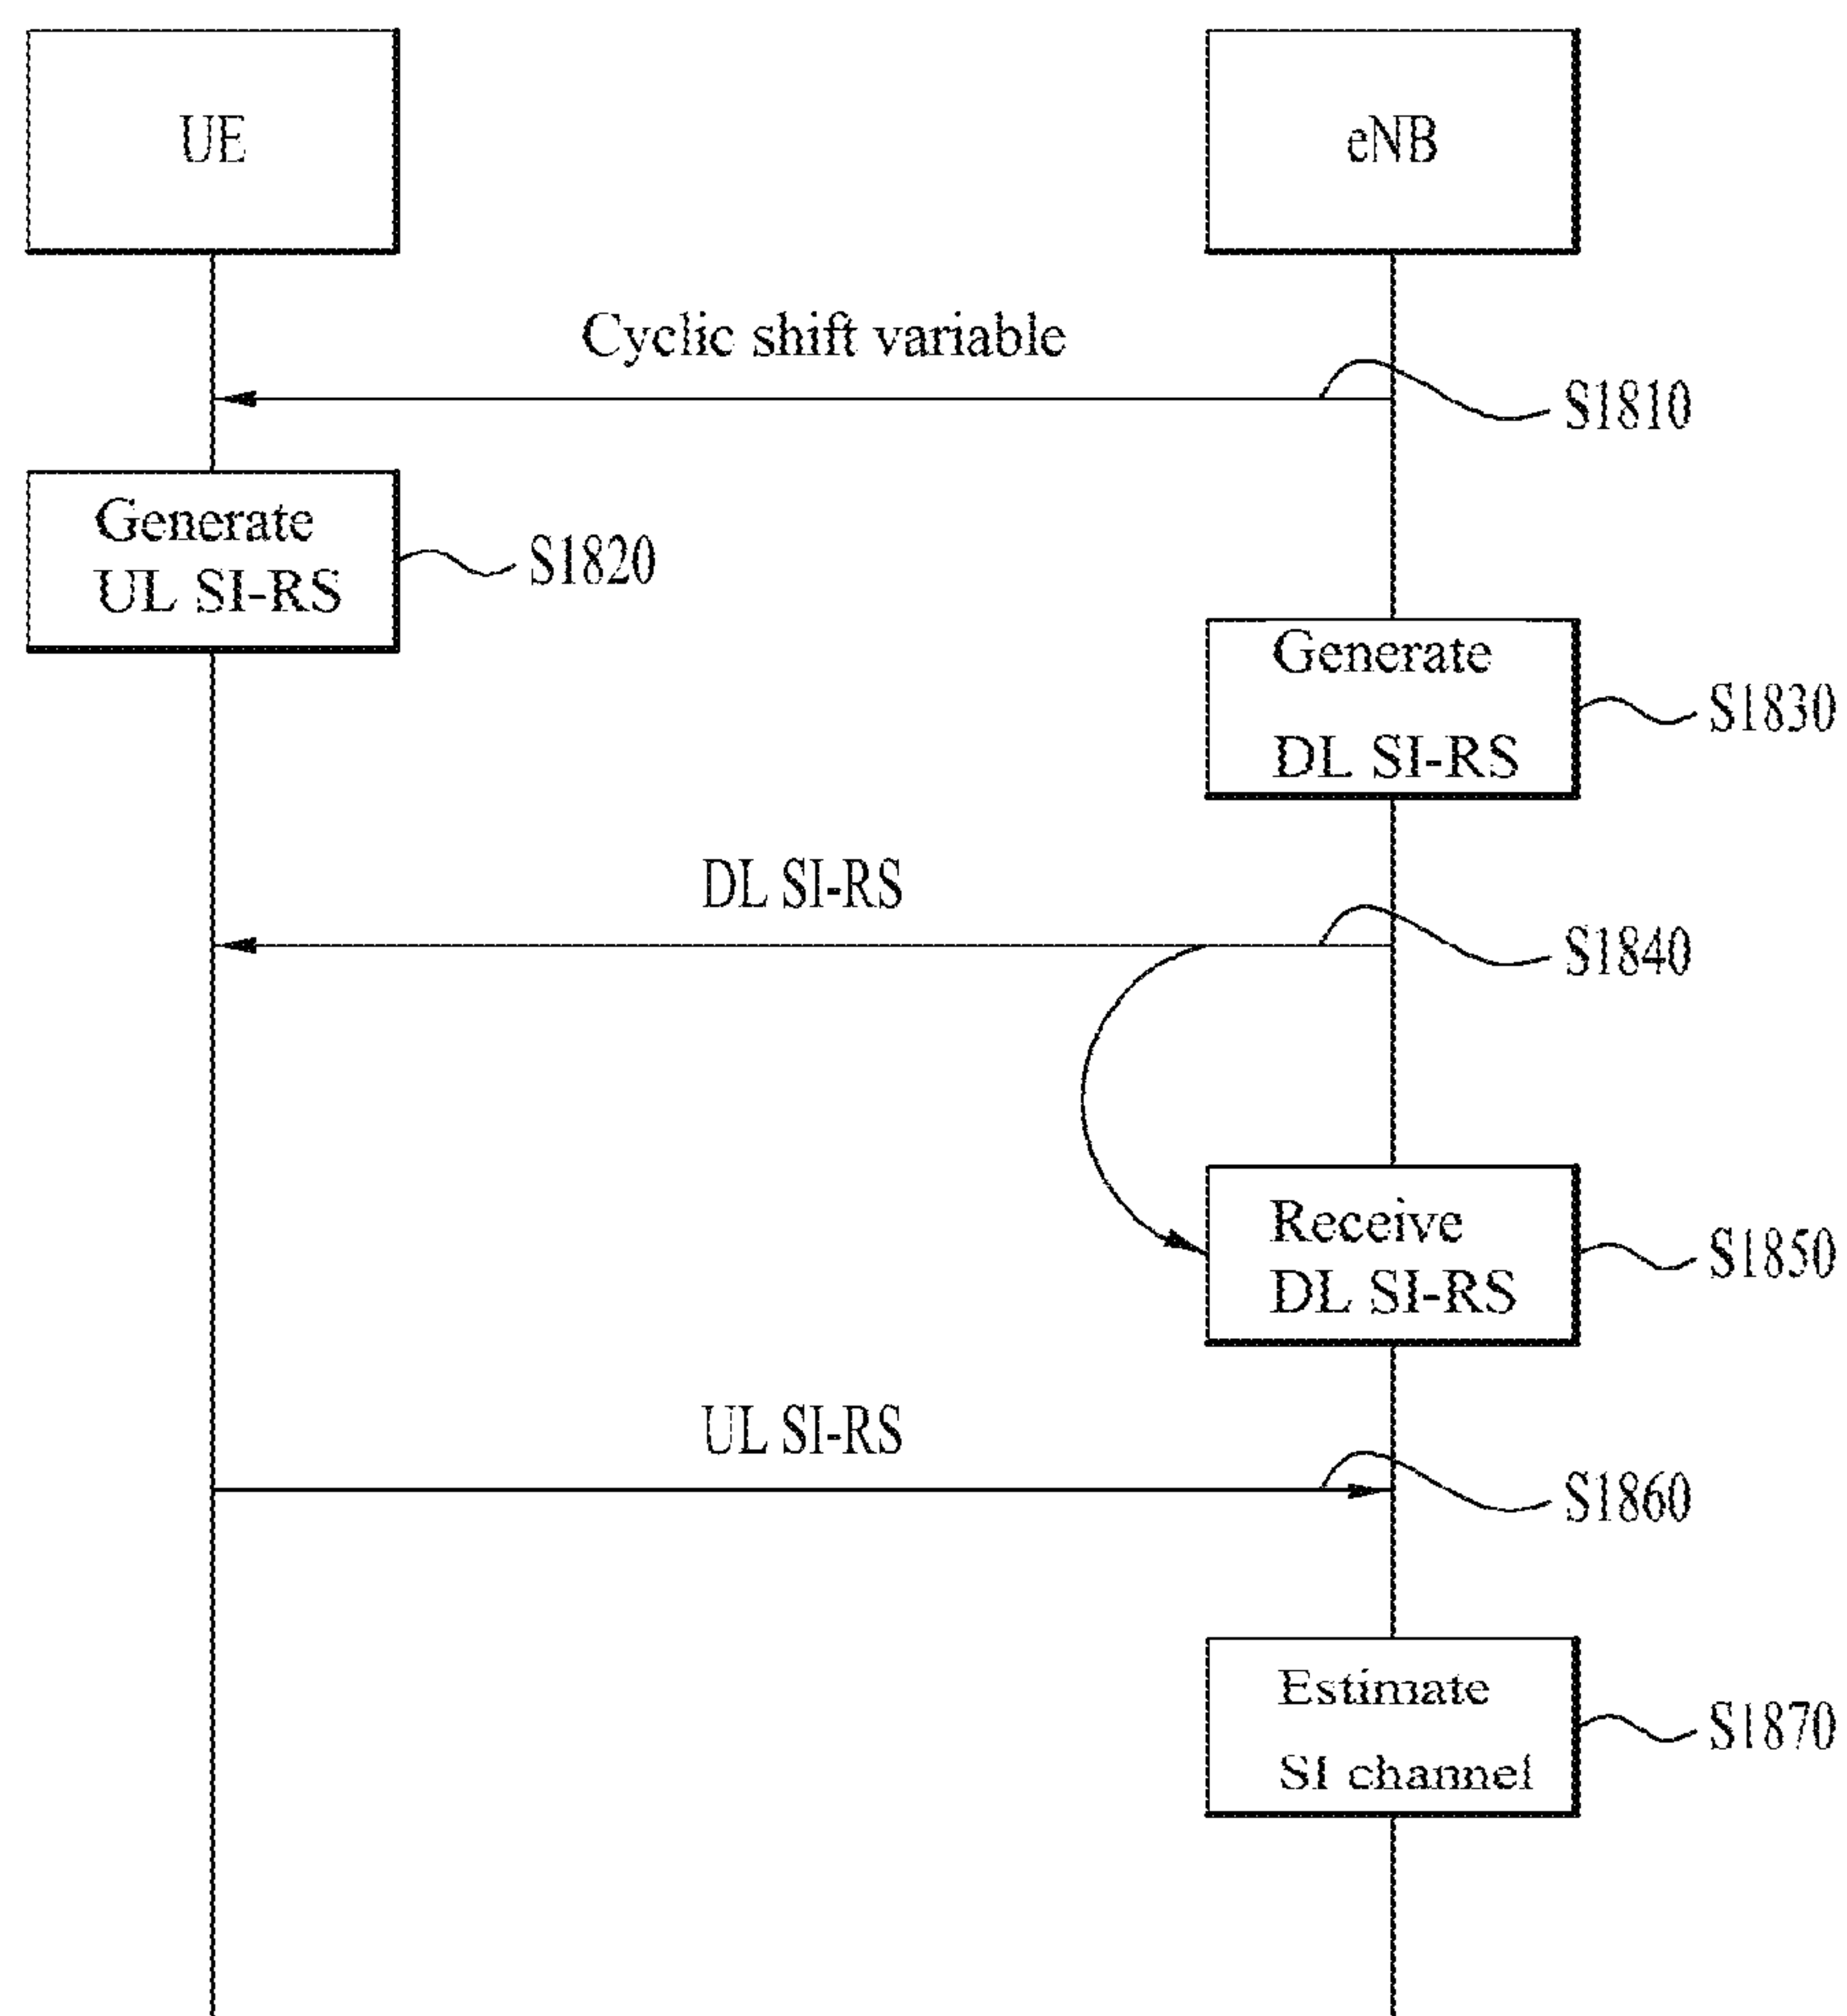 UE
eNB
Cyclic shift variable
S1810
Generate
UL SI-RS
S1820
Generate
DL SI-RS
S1830
DL SI-RS
S1840
Receive
DL SI-RS
S1850
UL SI-RS
S1860
Estimate
SI channel
S1870